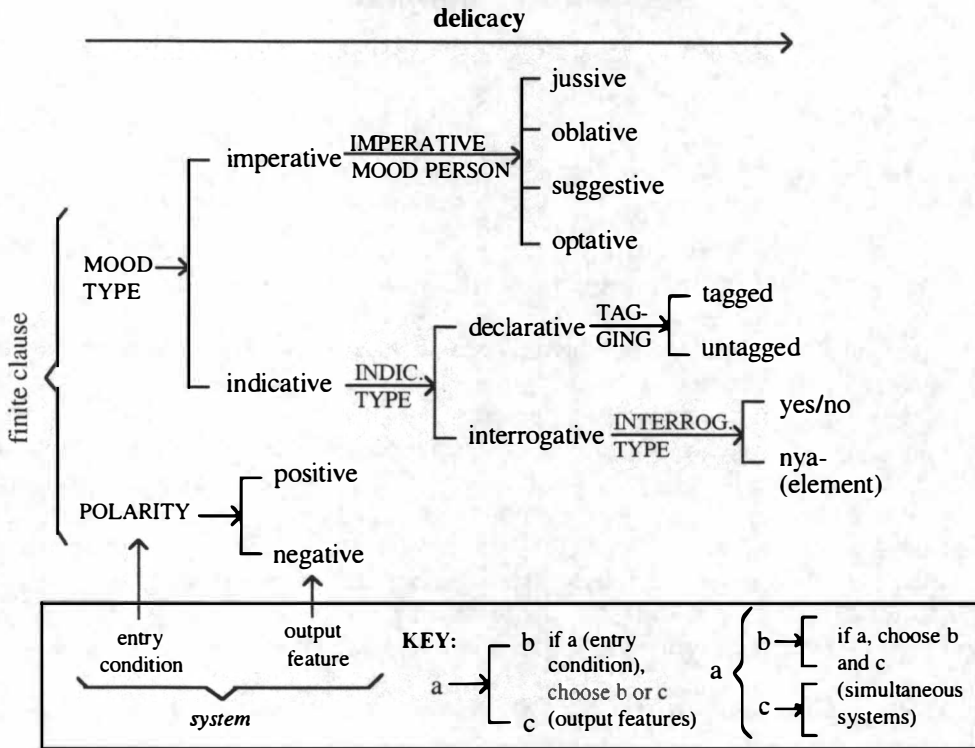 delicacy
jussive
oblative
imperative
IMPERATIVE
MOOD PERSON
suggestive
optative
finite clause
MOOD
TYPE
tagged
declarative
TAG-
GING
untagged
indicative
INDIC.
TYPE
yes/no
interrogative
INTERROG.
TYPE
nya-
(element)
positive
POLARITY
negative
entry
condition
output
feature
system
KEY:
a
b if a (entry
condition),
choose b or c
c (output features)
a
b
c
if a, choose b
and c
(simultaneous
systems)